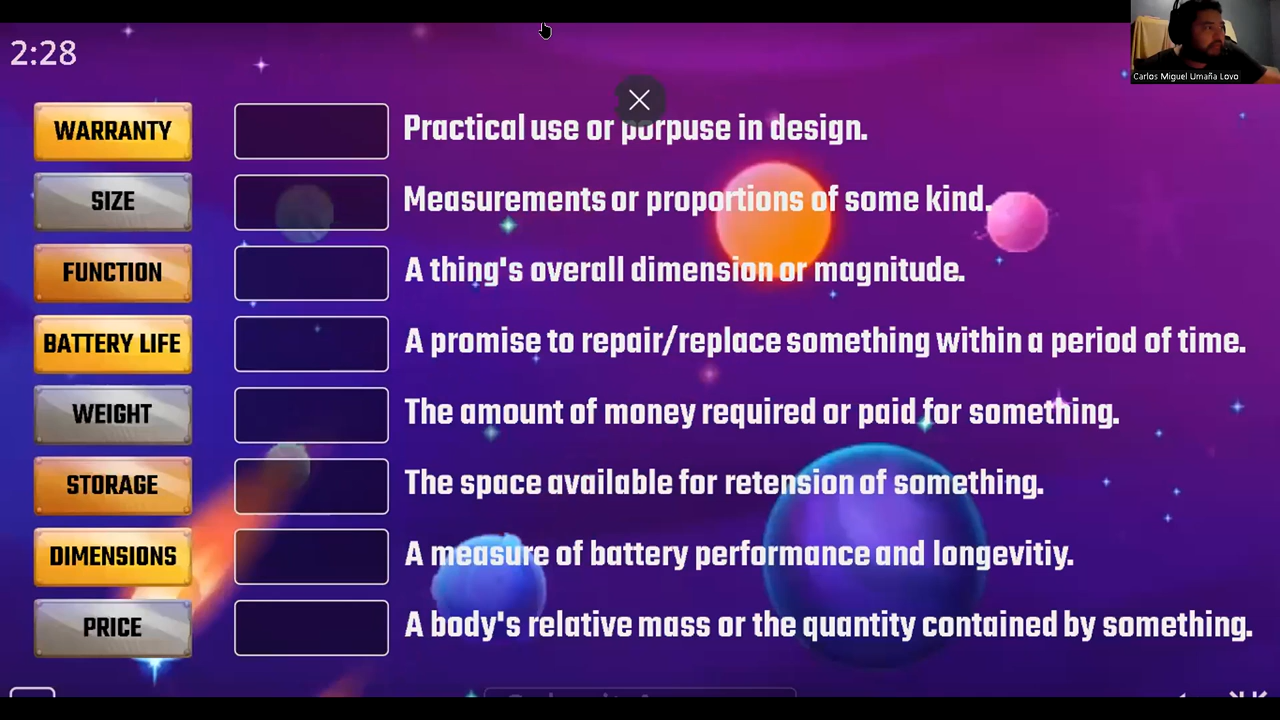 2:28
Carlos Miguel Umaña Lovo
WARRANTY Practical use or porpuse in design.
SIZE Measurements or proportions of some kind.
FUNCTION A thing's overall dimension or magnitude.
BATTERY LIFE A promise to repair/replace something within a period of time.
WEIGHT The amount of money required or paid for something.
STORAGE The space available for retension of something.
DIMENSIONS A measure of battery performance and longevitiy.
PRICE A body's relative mass or the quantity contained by something.